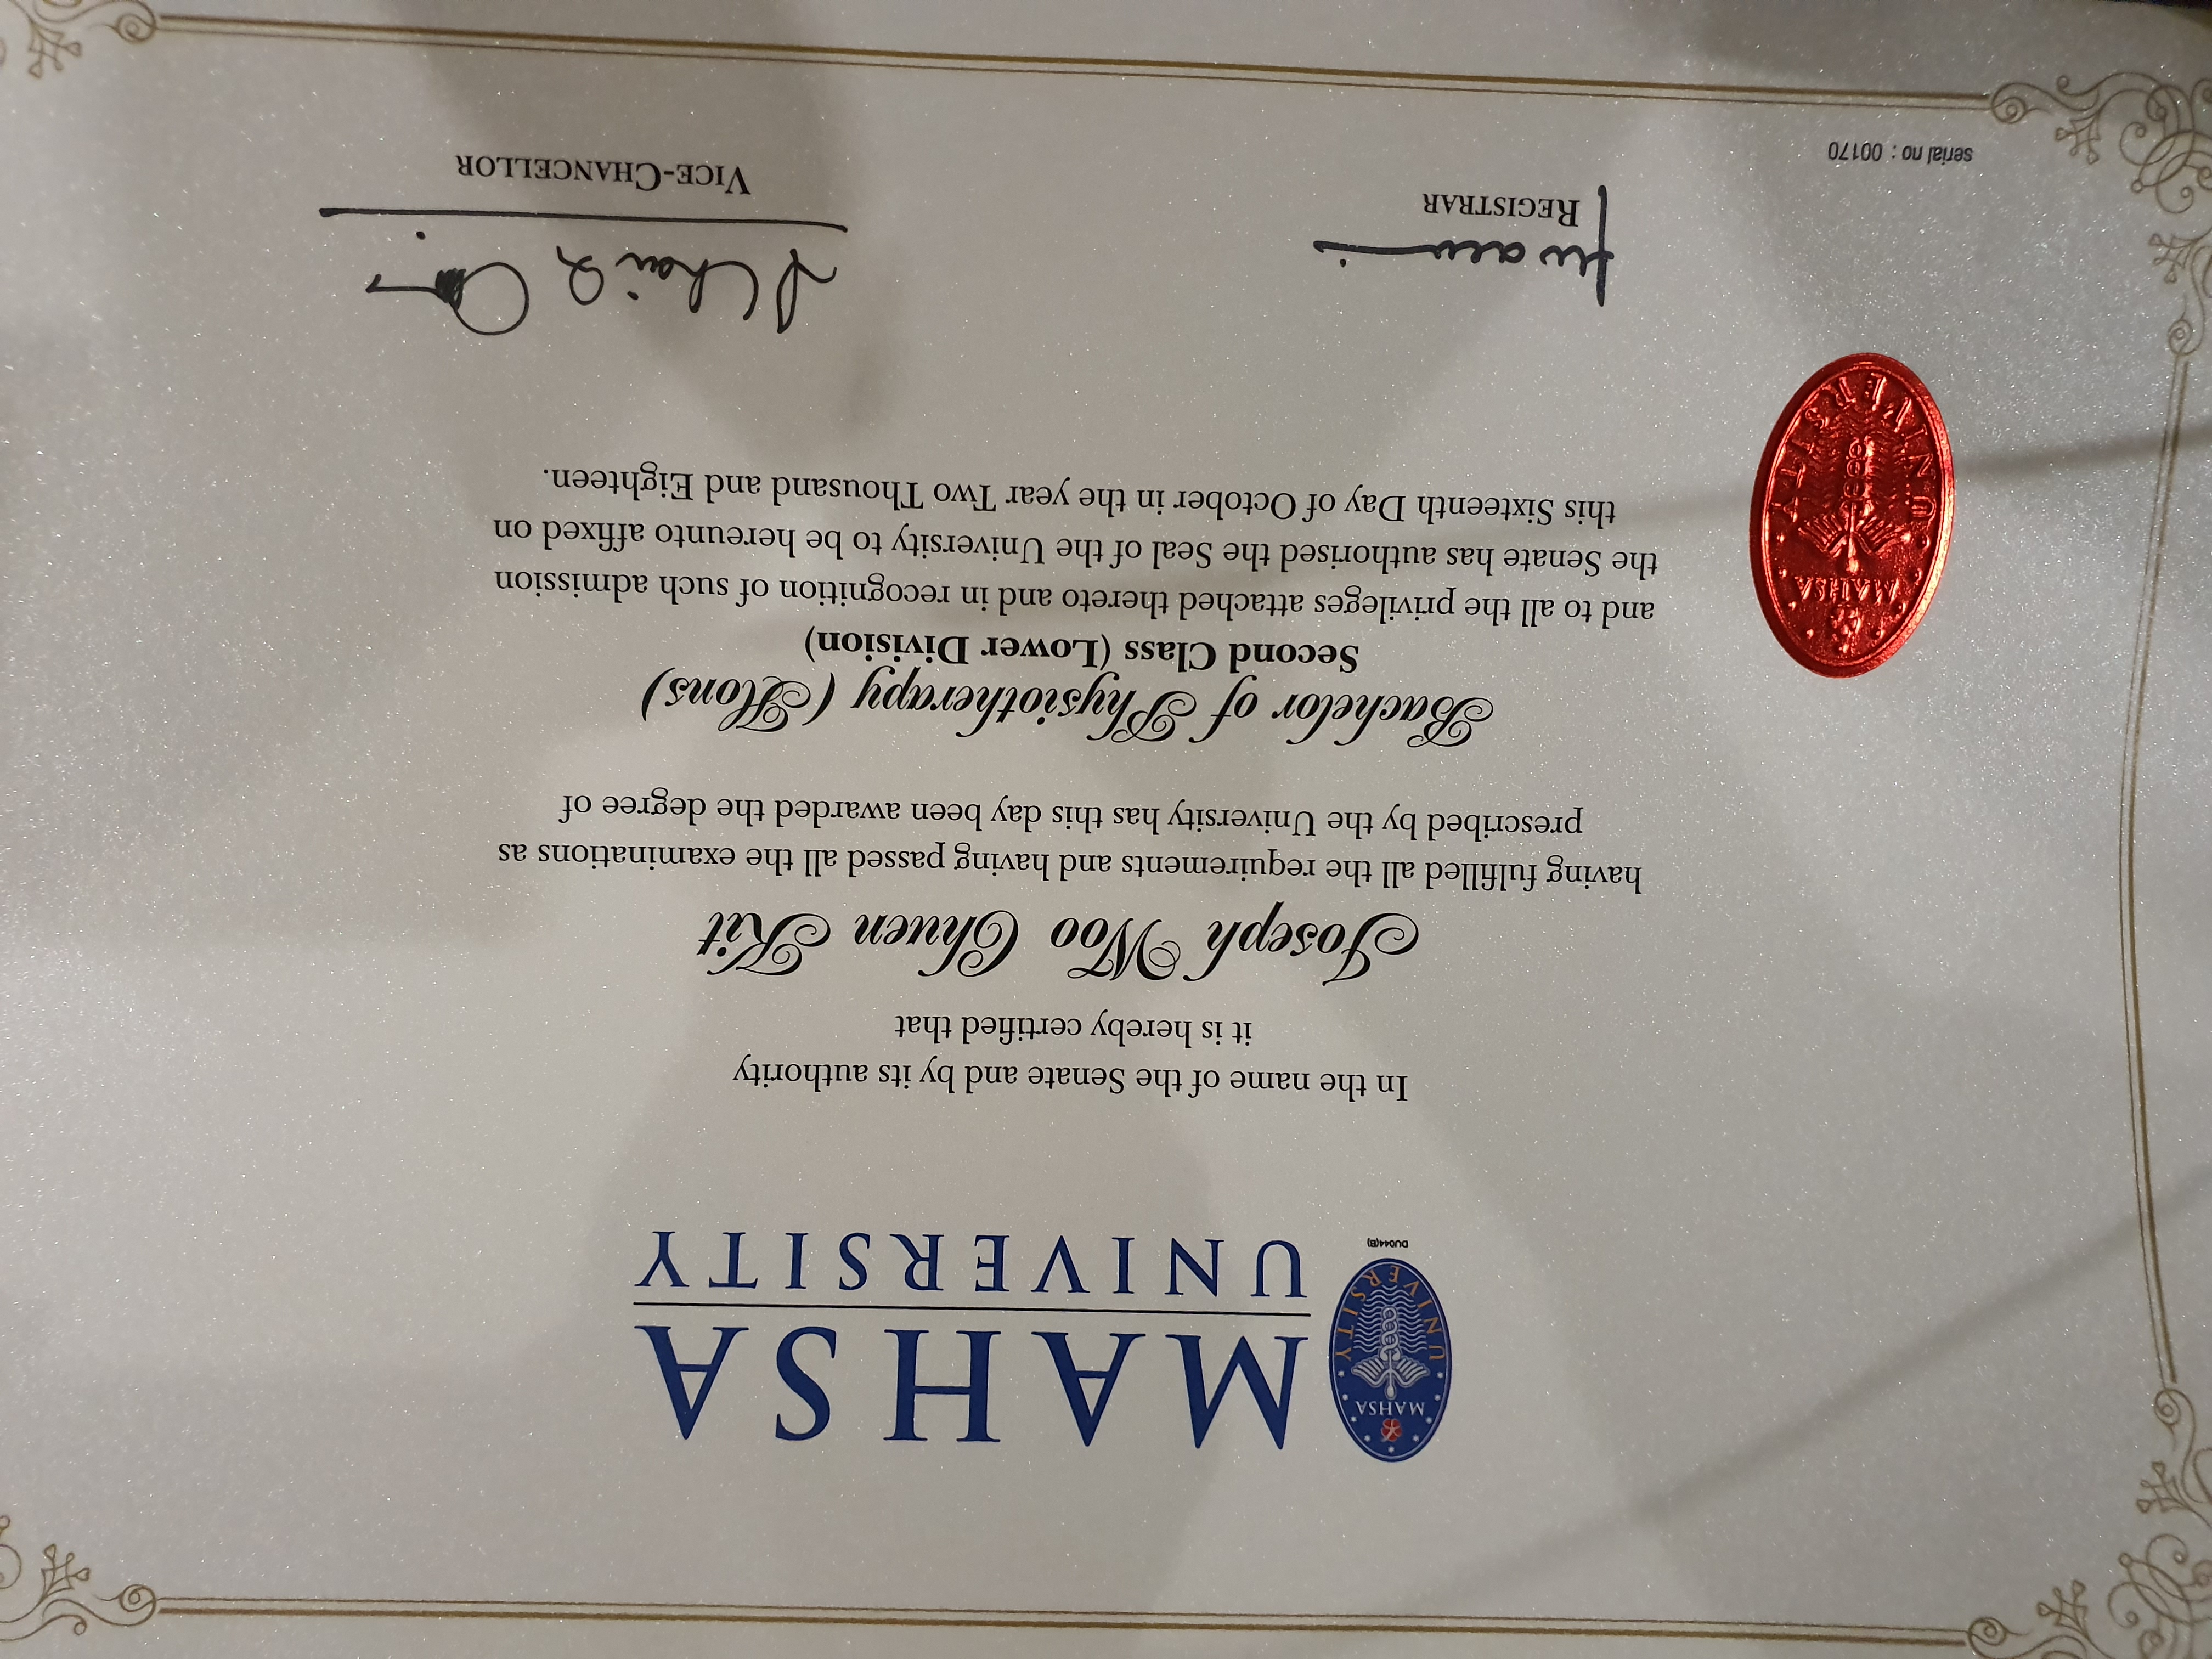 MAHSA
UNIVERSITY
MAHSA
UNIVERSITY
DU044(B)
In the name of the Senate and by its authority
it is hereby certified that
Joseph Woo Chuen Kit
having fulfilled all the requirements and having passed all the examinations as
prescribed by the University has this day been awarded the degree of
Bachelor of Physiotherapy (Hons)
Second Class (Lower Division)
and to all the privileges attached thereto and in recognition of such admission
the Senate has authorised the Seal of the University to be hereunto affixed on
this Sixteenth Day of October in the year Two Thousand and Eighteen.
MAHSA
UNIVERSITY
REGISTRAR
VICE-CHANCELLOR
serial no : 00170